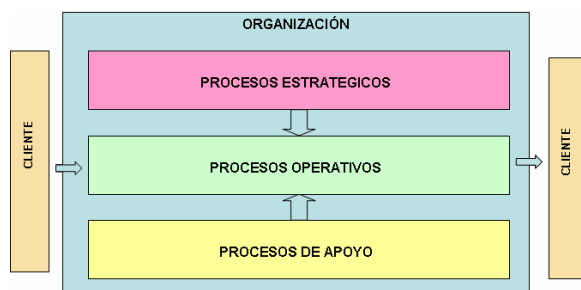 ORGANIZACIÓN
CLIENTE
PROCESOS ESTRATEGICOS
PROCESOS OPERATIVOS
PROCESOS DE APOYO
CLIENTE